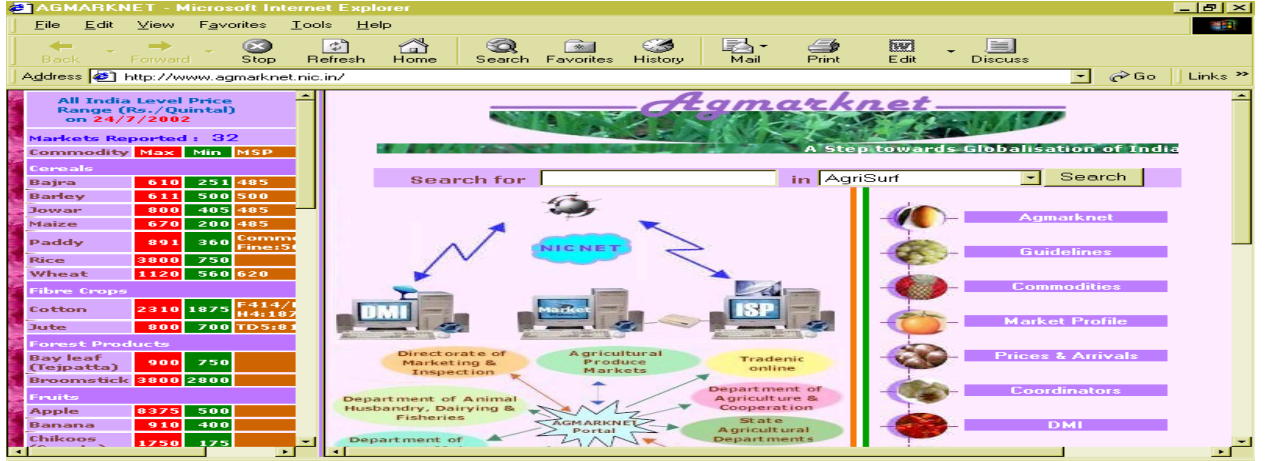 AGMARKNET - Microsoft Internet Explorer
File Edit View Favorites Tools Help
Back Forward Stop Refresh Home Search Favorites History Mail Print Edit Discuss
Address http://www.agmarknet.nic.in/ Go Links »
All India Level Price
Range (Rs./Quintal)
on 24/7/2002
Markets Reported : 32
Commodity Max Min MSP
Cereals
Bajra 610 251 485
Barley 611 500 500
Jowar 800 405 485
Maize 670 200 485
Paddy 891 360 Comm
Fine:5
Rice 3800 750
Wheat 1120 560 620
Fibre Crops
Cotton 2310 1875 F414/
H4:187
Jute 800 700 TD5:81
Forest Products
Bay leaf
(Tejpatta) 900 750
Broomstick 3800 2800
Fruits
Apple 8375 500
Banana 910 400
Chikoos 1750 175
Agmarknet
A Step towards Globalisation of India
Search for in AgriSurf Search
NICNET
DMI
Market
ISP
Directorate of
Marketing &
Inspection
Agricultural
Produce
Markets
Tradenic
online
Department of Animal
Husbandry, Dairying &
Fisheries
Department of
Agriculture &
Cooperation
AGMARKNET
Portal
State
Agricultural
Departments
Department of
Agmarknet
Guidelines
Commodities
Market Profile
Prices & Arrivals
Coordinators
DMI